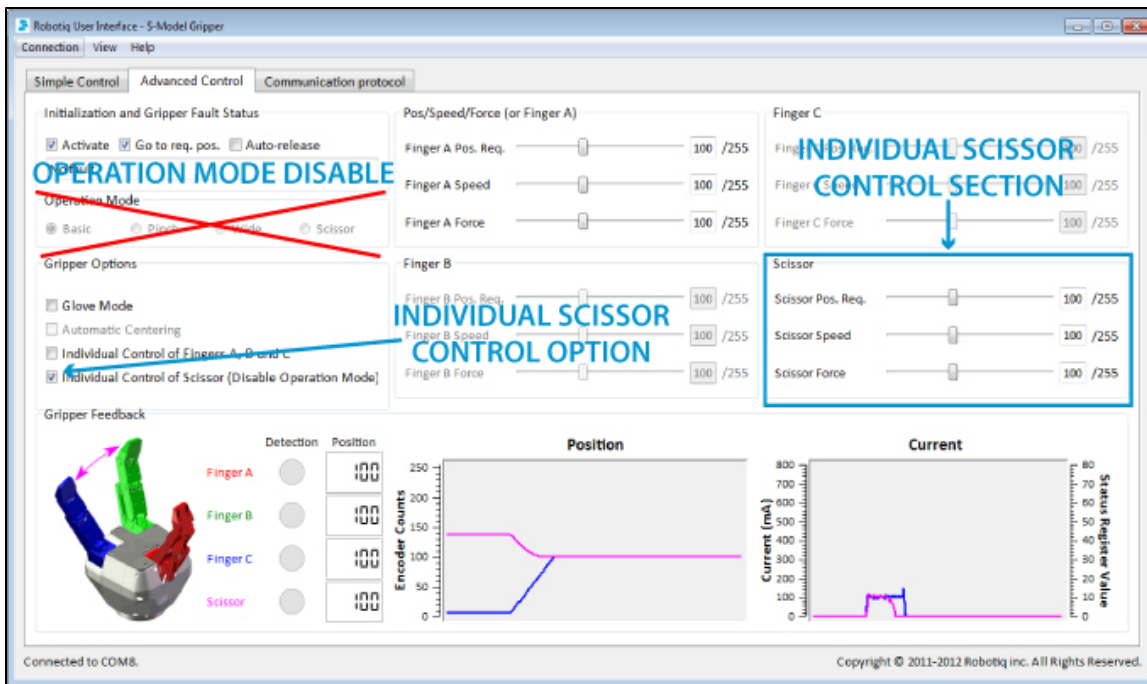 Robotiq User Interface - S-Model Gripper
Connection View Help
Simple Control Advanced Control Communication protocol
Initialization and Gripper Fault Status
Activate Go to req. pos. Auto-release
OPERATION MODE DISABLE
Operation Mode
Basic Pinch Wide Scissor
Pos/Speed/Force (or Finger A)
Finger A Pos. Req. 100 /255
Finger A Speed 100 /255
Finger A Force 100 /255
Finger C
INDIVIDUAL SCISSOR
CONTROL SECTION
/255
/255
Finger C Force 100 /255
Gripper Options
Glove Mode
Automatic Centering
Individual Control of Fingers A, B and C
Individual Control of Scissor (Disable Operation Mode)
Finger B
Finger B Pos. Req. 100 /255
INDIVIDUAL SCISSOR
Finger B Speed 100 /255
CONTROL OPTION
Finger B Force 100 /255
Scissor
Scissor Pos. Req. 100 /255
Scissor Speed 100 /255
Scissor Force 100 /255
Gripper Feedback
Detection Position
Finger A 100
Finger B 100
Finger C 100
Scissor 100
Position
Encoder Counts
250
200
150
100
50
0
Current
Current (mA)
800
700
600
500
400
300
200
100
0
80
70
60
50
40
30
20
10
0
Status Register Value
Connected to COM8.
Copyright © 2011-2012 Robotiq inc. All Rights Reserved.